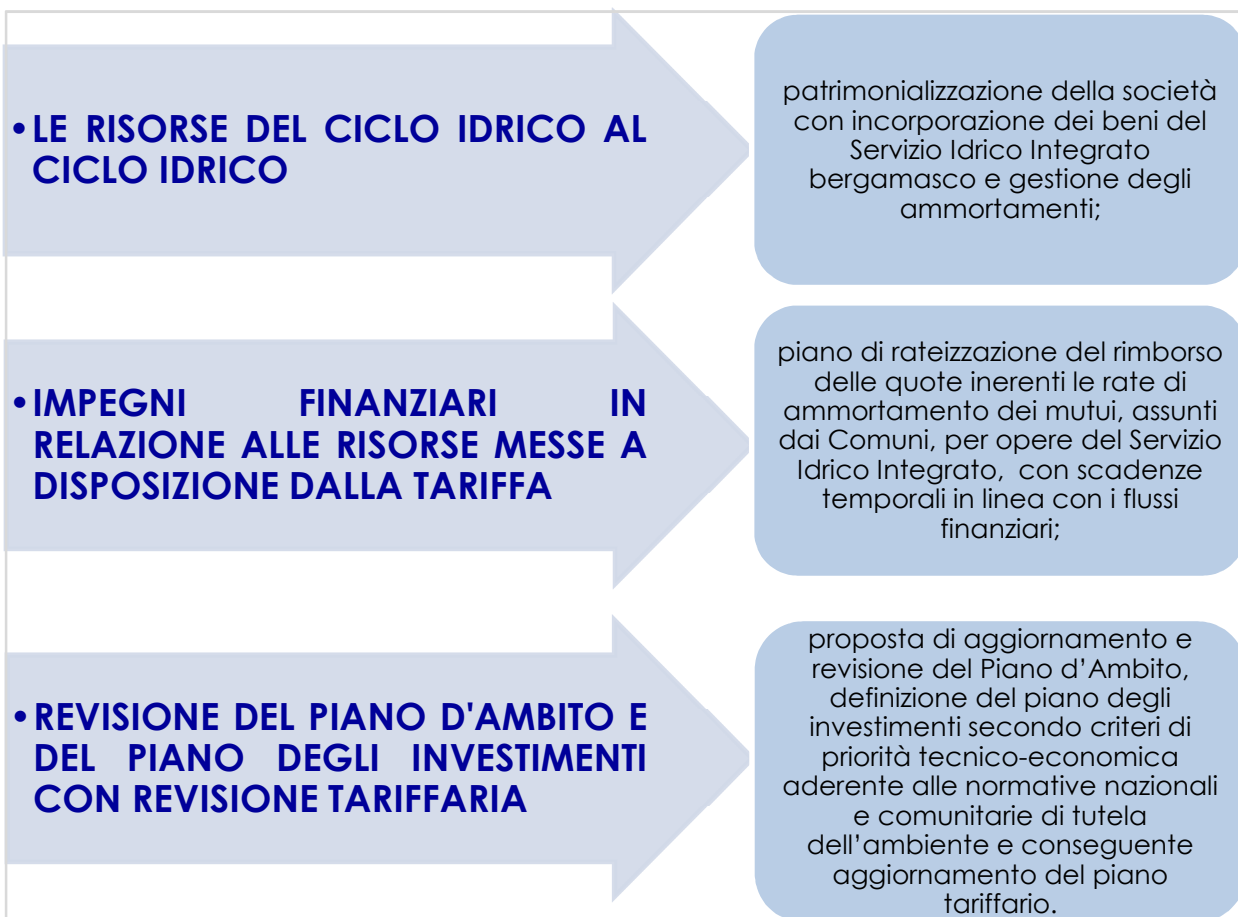 •LE RISORSE DEL CICLO IDRICO AL
CICLO IDRICO
patrimonializzazione della società
con incorporazione dei beni del
Servizio Idrico Integrato
bergamasco e gestione degli
ammortamenti;
•IMPEGNI FINANZIARI IN
RELAZIONE ALLE RISORSE MESSE A
DISPOSIZIONE DALLA TARIFFA
piano di rateizzazione del rimborso
delle quote inerenti le rate di
ammortamento dei mutui, assunti
dai Comuni, per opere del Servizio
Idrico Integrato, con scadenze
temporali in linea con i flussi
finanziari;
•REVISIONE DEL PIANO D'AMBITO E
DEL PIANO DEGLI INVESTIMENTI
CON REVISIONE TARIFFARIA
proposta di aggiornamento e
revisione del Piano d’Ambito,
definizione del piano degli
investimenti secondo criteri di
priorità tecnico-economica
aderente alle normative nazionali
e comunitarie di tutela
dell’ambiente e conseguente
aggiornamento del piano
tariffario.